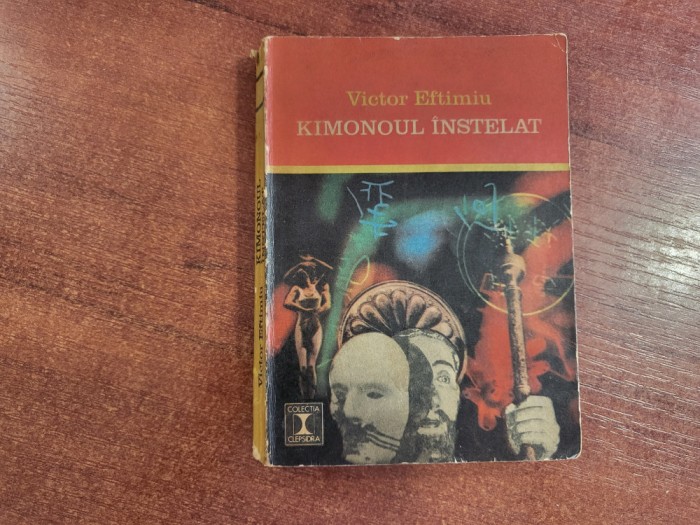 Victor Eftimiu
KIMONOUL ÎNSTELAT
COLECȚIA
CLEPSIDRA
Victor Eftimiu KIMONOUL